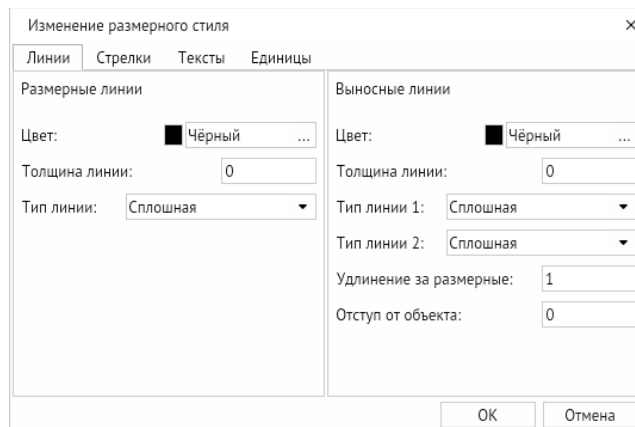 Изменение размерного стиля
Линии Стрелки Тексты Единицы
Размерные линии
Цвет: Чёрный ...
Толщина линии: 0
Тип линии: Сплошная
Выносные линии
Цвет: Чёрный ...
Толщина линии: 0
Тип линии 1: Сплошная
Тип линии 2: Сплошная
Удлинение за размерные: 1
Отступ от объекта: 0
ОК Отмена